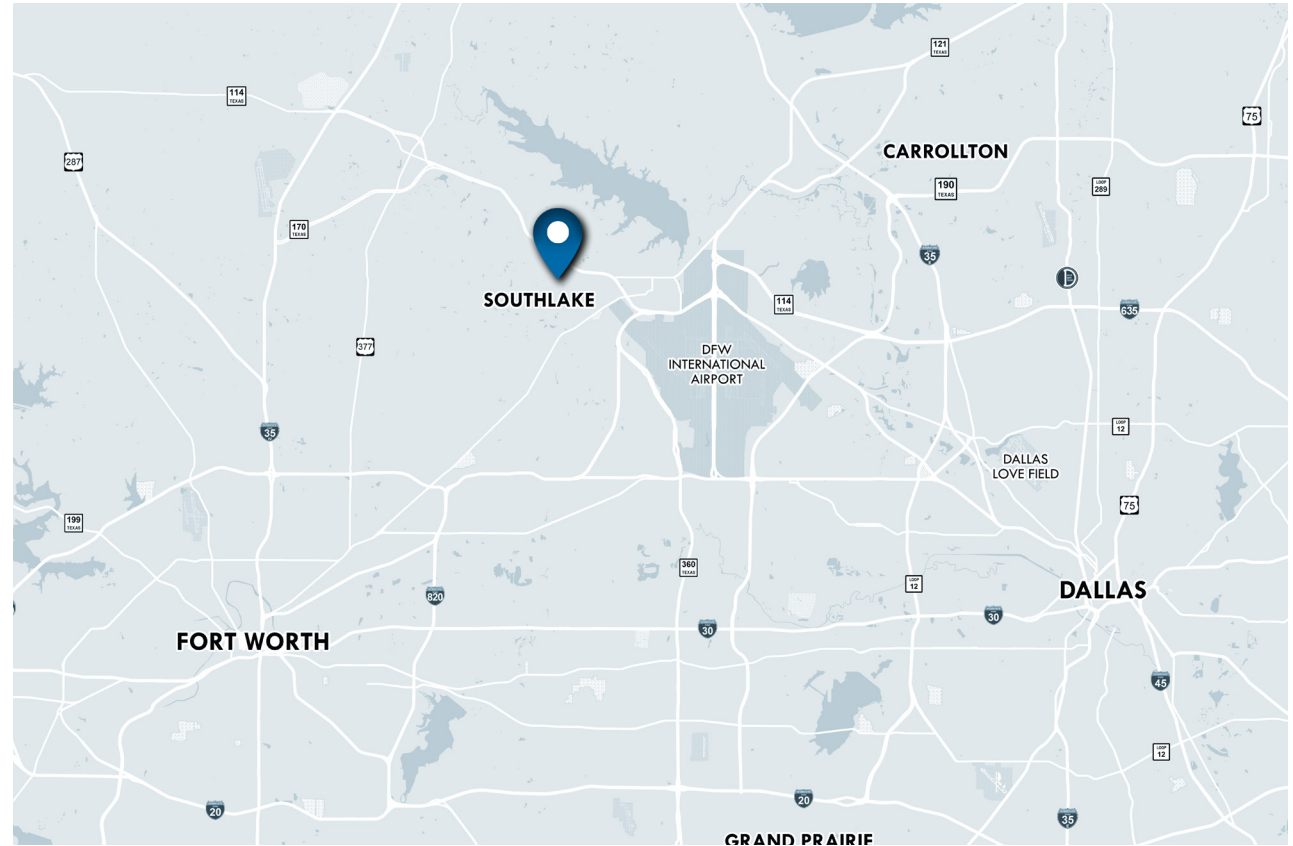 121
TEXAS
114
TEXAS
75
CARROLLTON
287
190
TEXAS
LOOP
289
170
TEXAS
35
SOUTHLAKE
114
TEXAS
635
377
DFW
INTERNATIONAL
AIRPORT
35
LOOP
12
DALLAS
LOVE FIELD
75
199
TEXAS
360
TEXAS
LOOP
12
820
DALLAS
30
30
FORT WORTH
45
LOOP
12
20
20
35
GRAND PRAIRIE